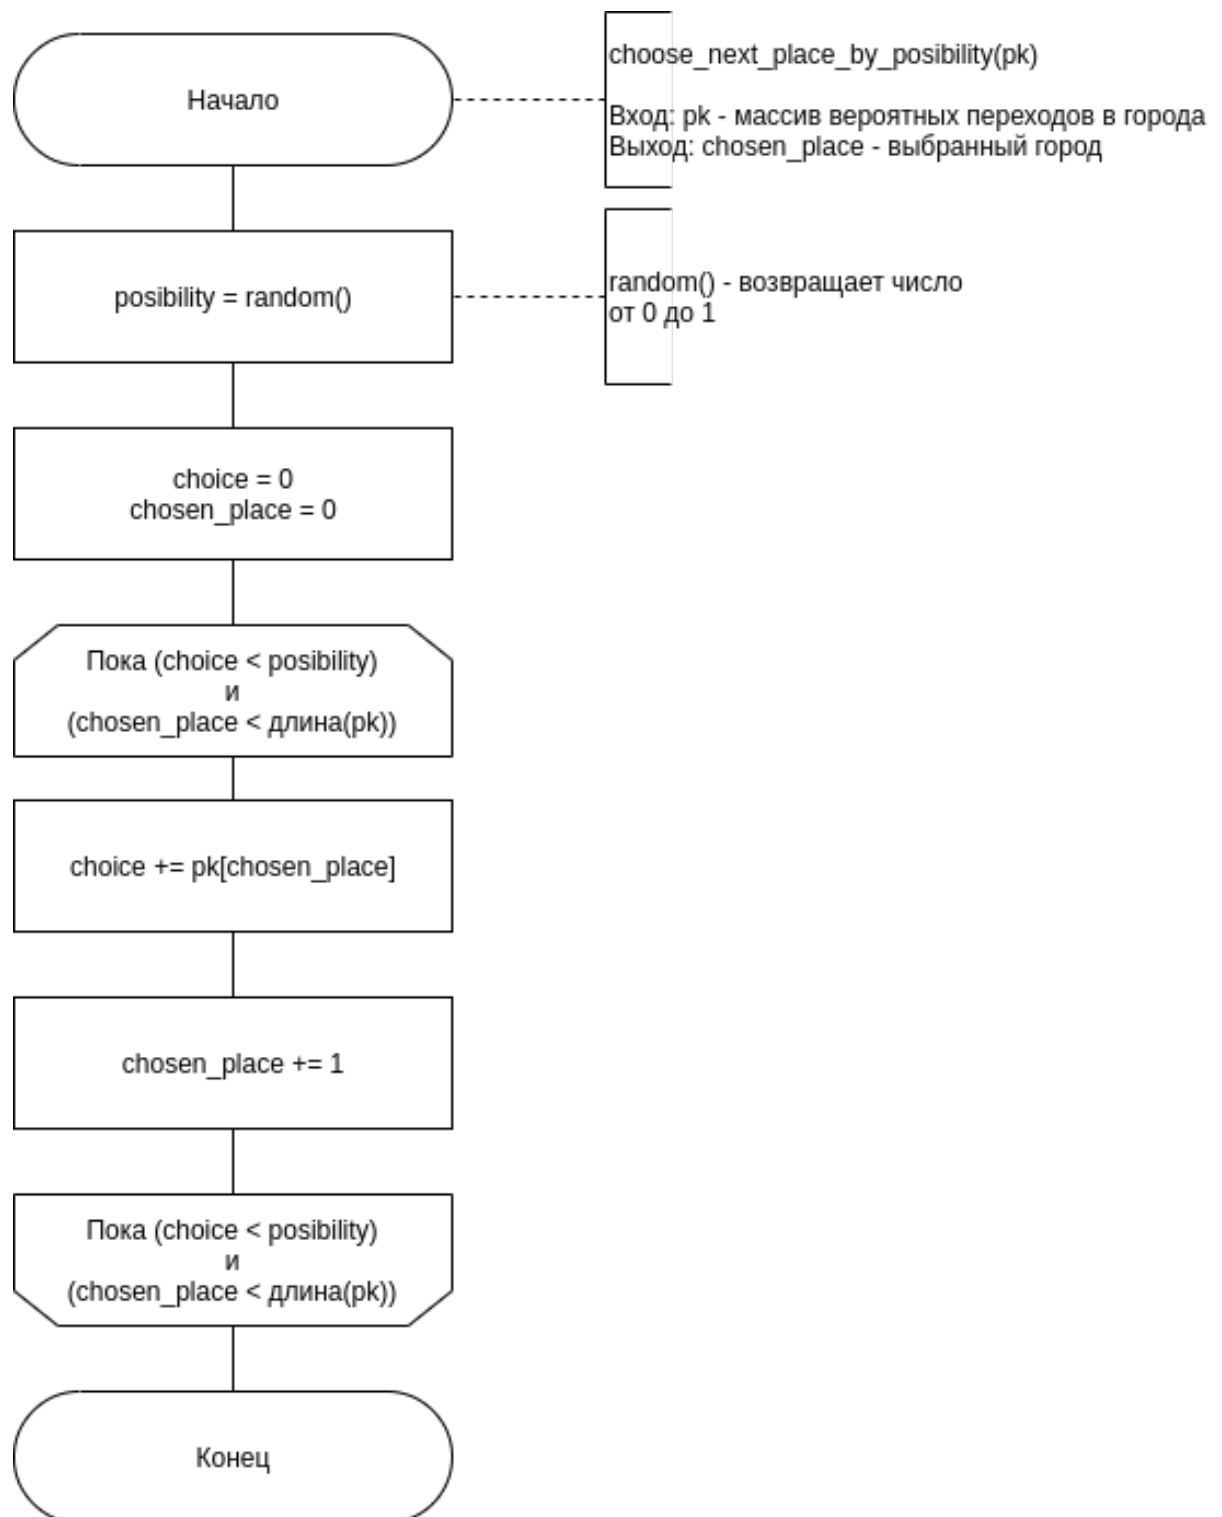 Начало
choose_next_place_by_posibility(pk)
Вход: pk - массив вероятных переходов в города
Выход: chosen_place - выбранный город
posibility = random()
random() - возвращает число
от 0 до 1
choice = 0
chosen_place = 0
Пока (choice < posibility)
и
(chosen_place < длина(pk))
choice += pk[chosen_place]
chosen_place += 1
Пока (choice < posibility)
и
(chosen_place < длина(pk))
Конец